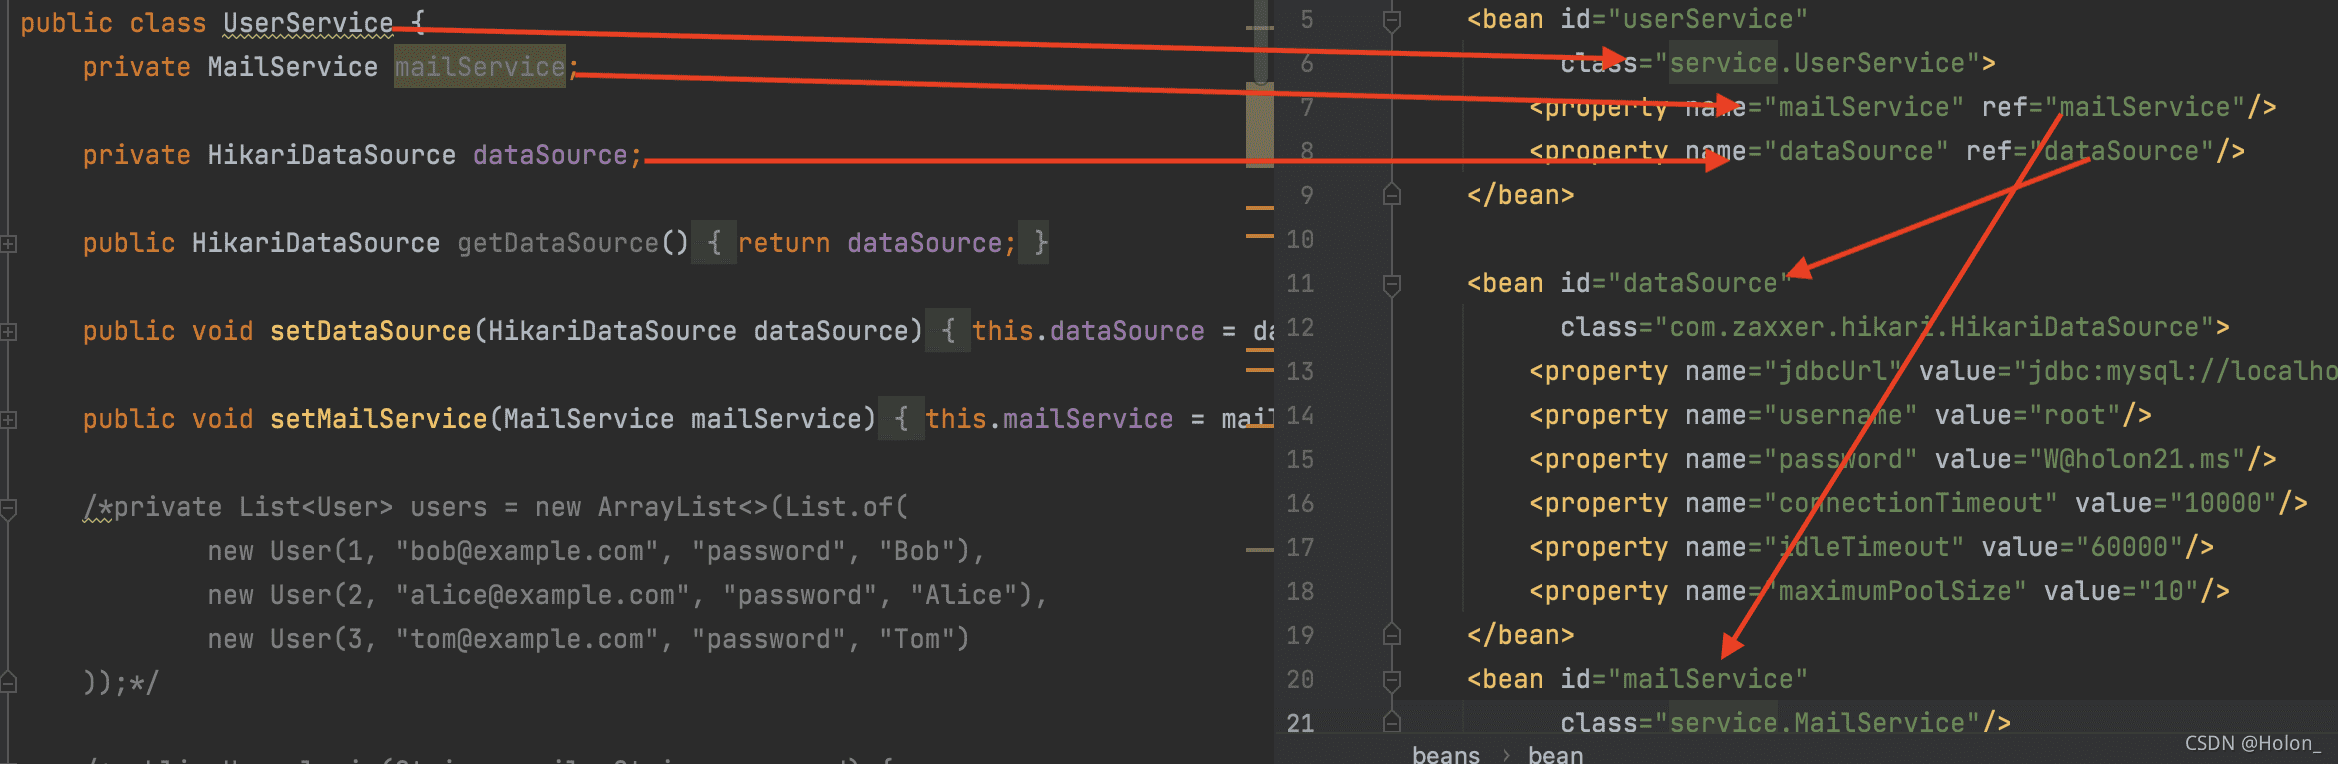 public class UserService {
private MailService mailService;
private HikariDataSource dataSource;
public HikariDataSource getDataSource() { return dataSource; }
public void setDataSource(HikariDataSource dataSource) { this.dataSource = da
public void setMailService(MailService mailService) { this.mailService = mail
/*private List<User> users = new ArrayList<>(List.of(
new User(1, "bob@example.com", "password", "Bob"),
new User(2, "alice@example.com", "password", "Alice"),
new User(3, "tom@example.com", "password", "Tom")
));*/
5 <bean id="userService"
6 class="service.UserService">
7 <property name="mailService" ref="mailService"/>
8 <property name="dataSource" ref="dataSource"/>
9 </bean>
10
11 <bean id="dataSource"
12 class="com.zaxxer.hikari.HikariDataSource">
13 <property name="jdbcUrl" value="jdbc:mysql://localho
14 <property name="username" value="root"/>
15 <property name="password" value="W@holon21.ms"/>
16 <property name="connectionTimeout" value="10000"/>
17 <property name="idleTimeout" value="60000"/>
18 <property name="maximumPoolSize" value="10"/>
19 </bean>
20 <bean id="mailService"
21 class="service.MailService"/>
beans › bean
CSDN @Holon_